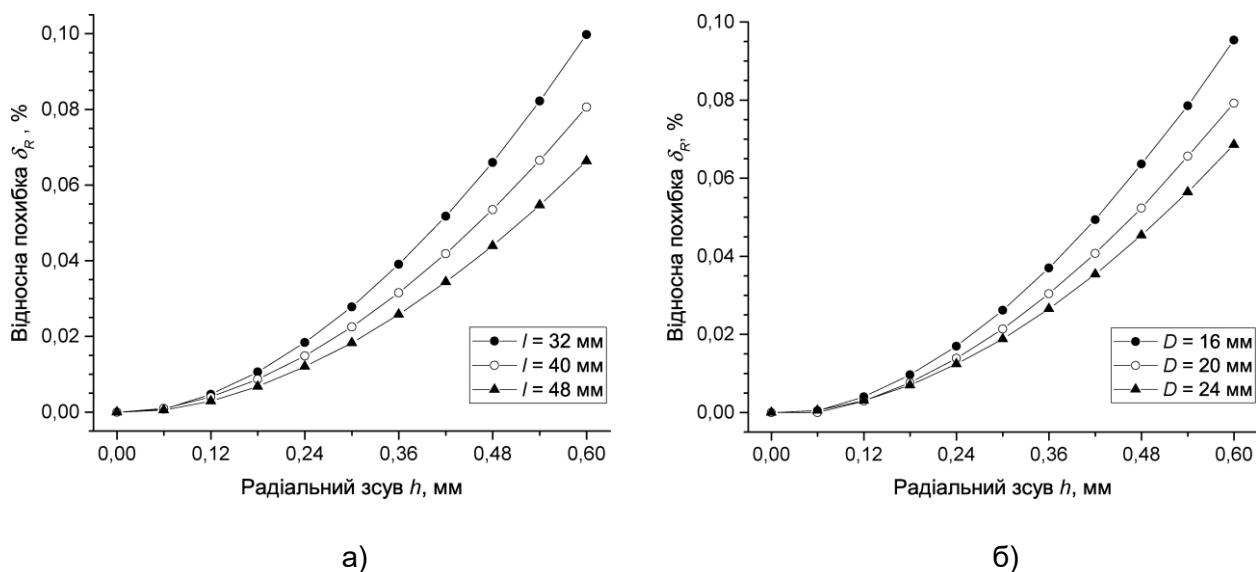 0,10
0,08
0,06
0,04
0,02
0,00
Відносна похибка δR , %
0,00 0,12 0,24 0,36 0,48 0,60
Радіальний зсув h, мм
l = 32 мм
l = 40 мм
l = 48 мм
а)
0,10
0,08
0,06
0,04
0,02
0,00
Відносна похибка δR, %
0,00 0,12 0,24 0,36 0,48 0,60
Радіальний зсув h, мм
D = 16 мм
D = 20 мм
D = 24 мм
б)